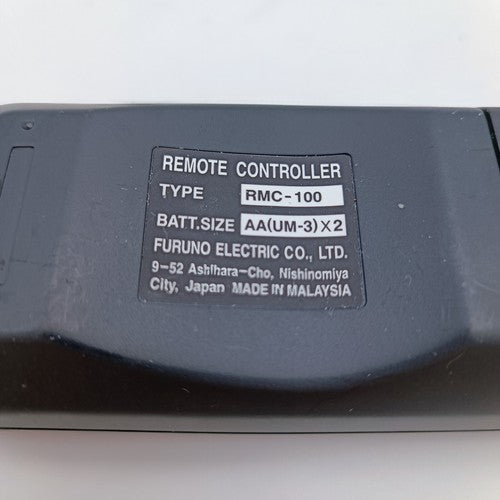 REMOTE CONTROLLER
TYPE RMC-100
BATT.SIZE AA(UM-3)X2
FURUNO ELECTRIC CO., LTD.
9-52 Ashihara-Cho, Nishinomiya
City, Japan MADE IN MALAYSIA